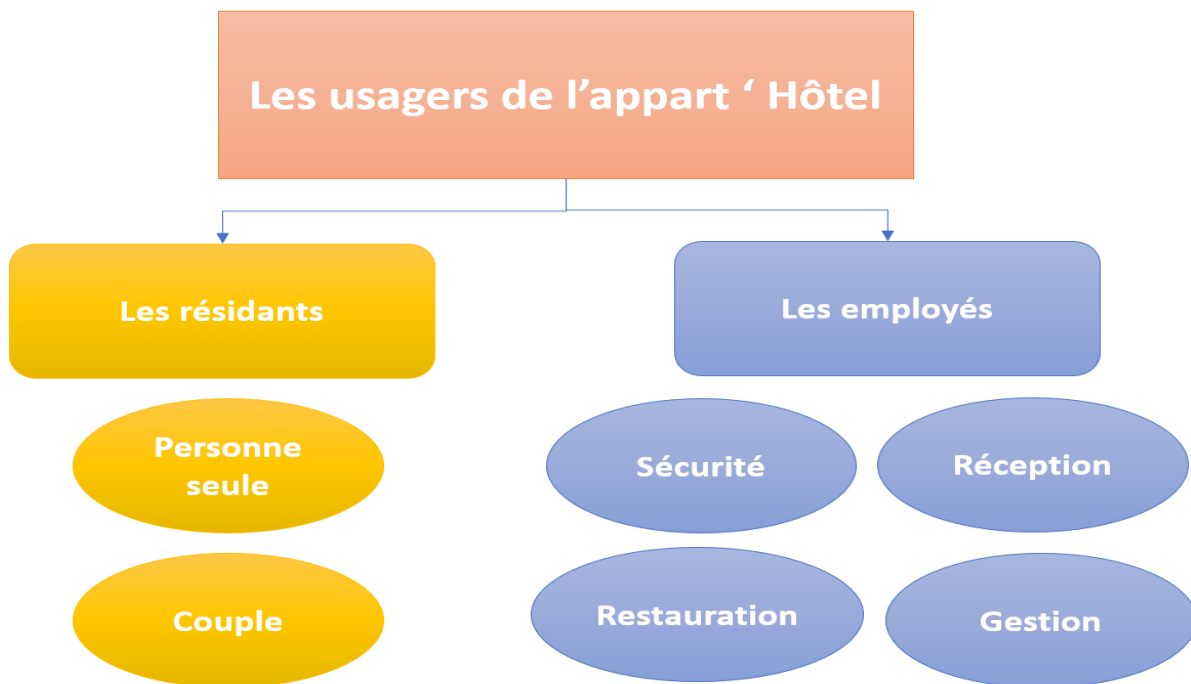 Les usagers de l’appart ‘ Hôtel
Les résidants
Les employés
Personne
seule
Sécurité
Réception
Couple
Restauration
Gestion